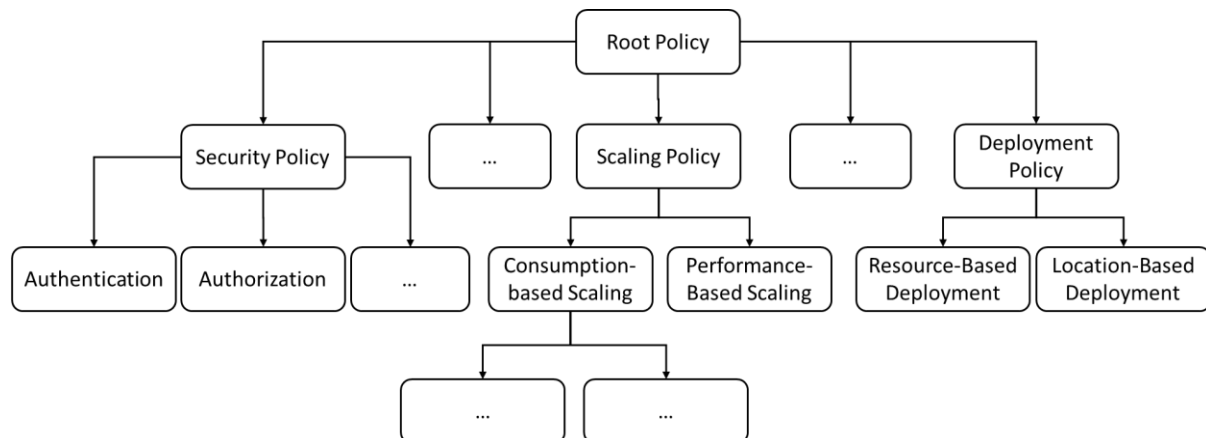 Root Policy
Security Policy
...
Scaling Policy
...
Deployment
Policy
Authentication
Authorization
...
Consumption-
based Scaling
Performance-
Based Scaling
Resource-Based
Deployment
Location-Based
Deployment
...
...